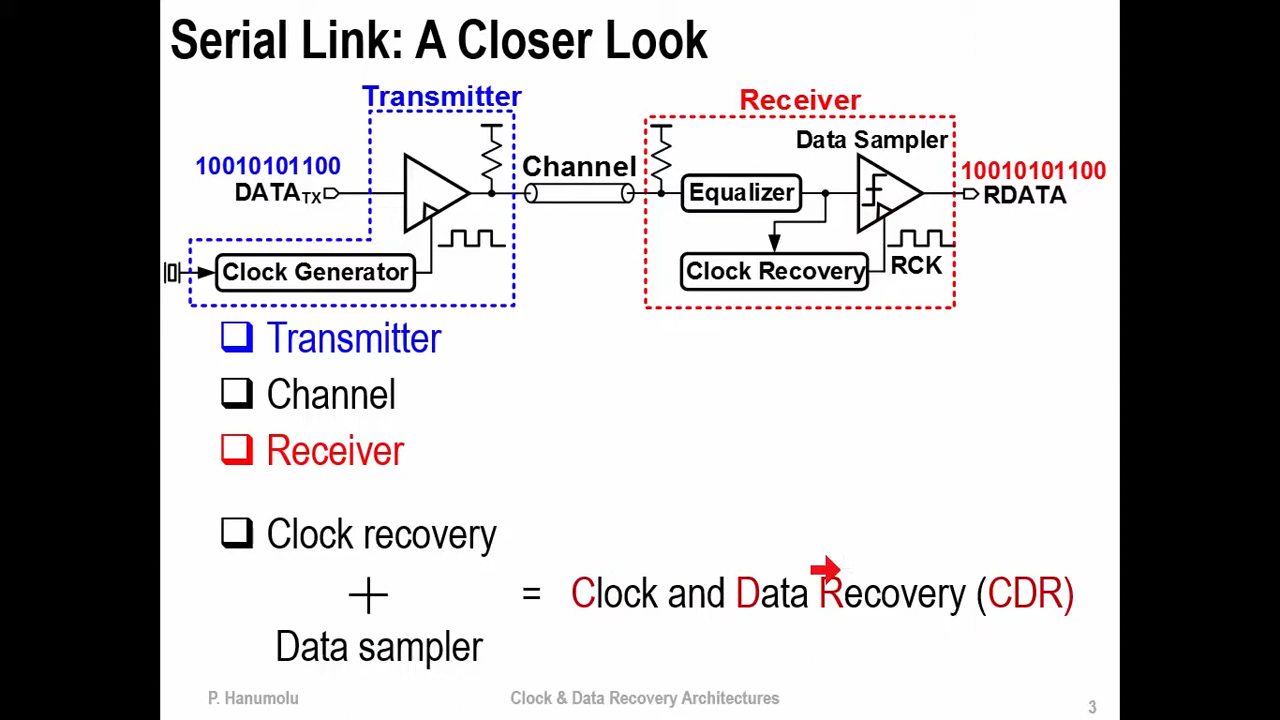 Serial Link: A Closer Look
Transmitter
Receiver
Data Sampler
10010101100
Channel
10010101100
DATATX
Equalizer
RDATA
Clock Generator
Clock Recovery
RCK
Transmitter
Channel
Receiver
Clock recovery
+
= Clock and Data Recovery (CDR)
Data sampler
P. Hanumolu
Clock & Data Recovery Architectures
3